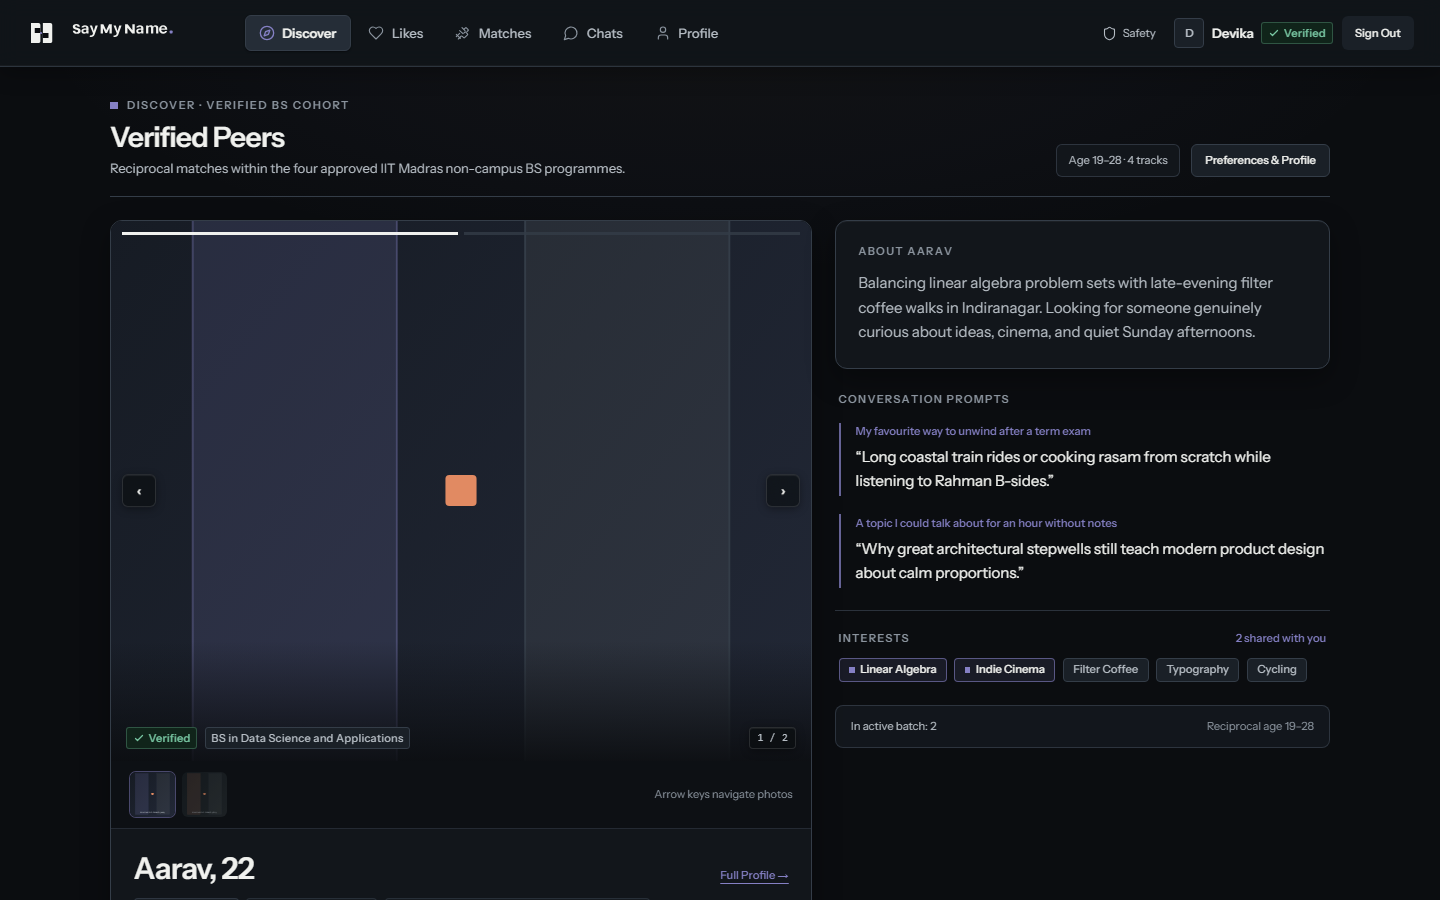 Say My Name.
Discover
Likes
Matches
Chats
Profile
Safety
D
Devika
Verified
Sign Out
DISCOVER · VERIFIED BS COHORT
Verified Peers
Reciprocal matches within the four approved IIT Madras non-campus BS programmes.
Age 19–28 · 4 tracks
Preferences & Profile
‹
›
Verified
BS in Data Science and Applications
1 / 2
Arrow keys navigate photos
Aarav, 22
Full Profile →
ABOUT AARAV
Balancing linear algebra problem sets with late-evening filter
coffee walks in Indiranagar. Looking for someone genuinely
curious about ideas, cinema, and quiet Sunday afternoons.
CONVERSATION PROMPTS
My favourite way to unwind after a term exam
“Long coastal train rides or cooking rasam from scratch while
listening to Rahman B-sides.”
A topic I could talk about for an hour without notes
“Why great architectural stepwells still teach modern product design
about calm proportions.”
INTERESTS
2 shared with you
Linear Algebra
Indie Cinema
Filter Coffee
Typography
Cycling
In active batch: 2
Reciprocal age 19–28